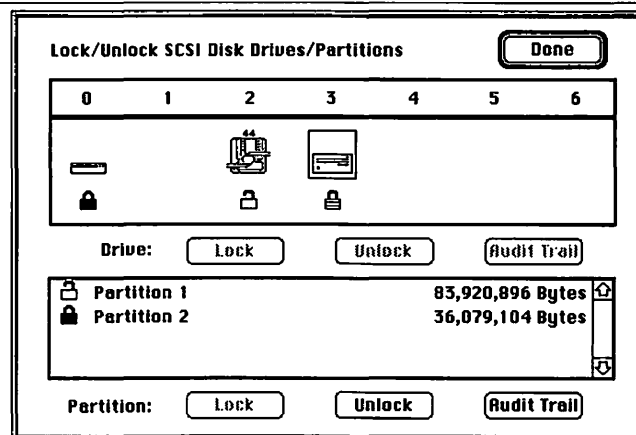 Lock/Unlock SCSI Disk Drives/Partitions Done
0 1 2 3 4 5 6
44
Drive: Lock Unlock Audit Trail
Partition 1 83,920,896 Bytes
Partition 2 36,079,104 Bytes
Partition: Lock Unlock Audit Trail